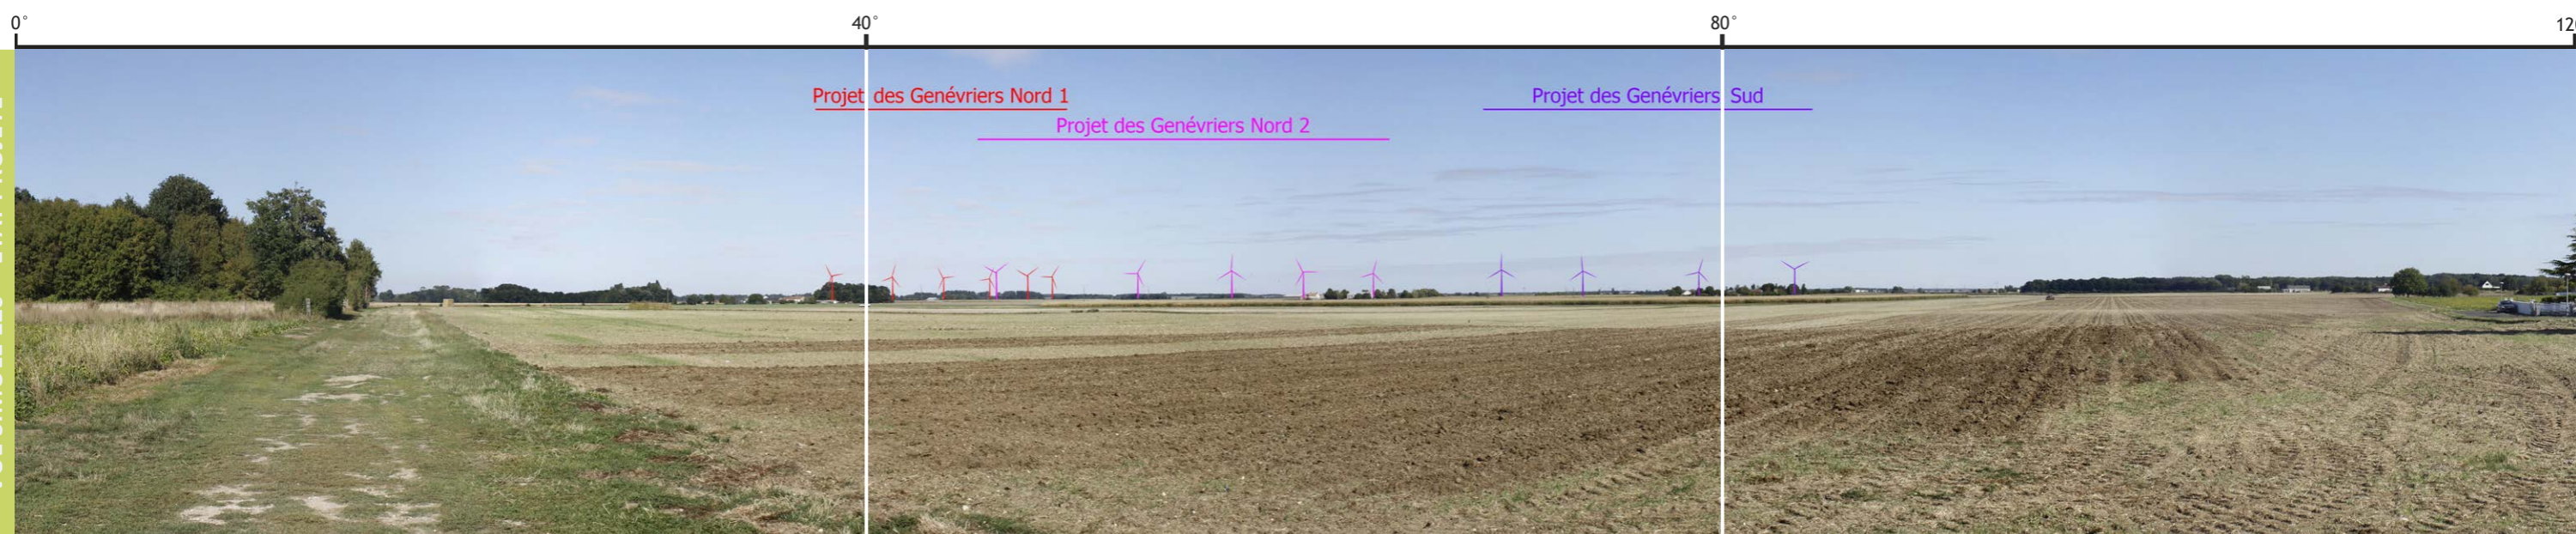 0°
40°
80°
Projet des Genévriers Nord 1
Projet des Genévriers Sud
Projet des Genévriers Nord 2